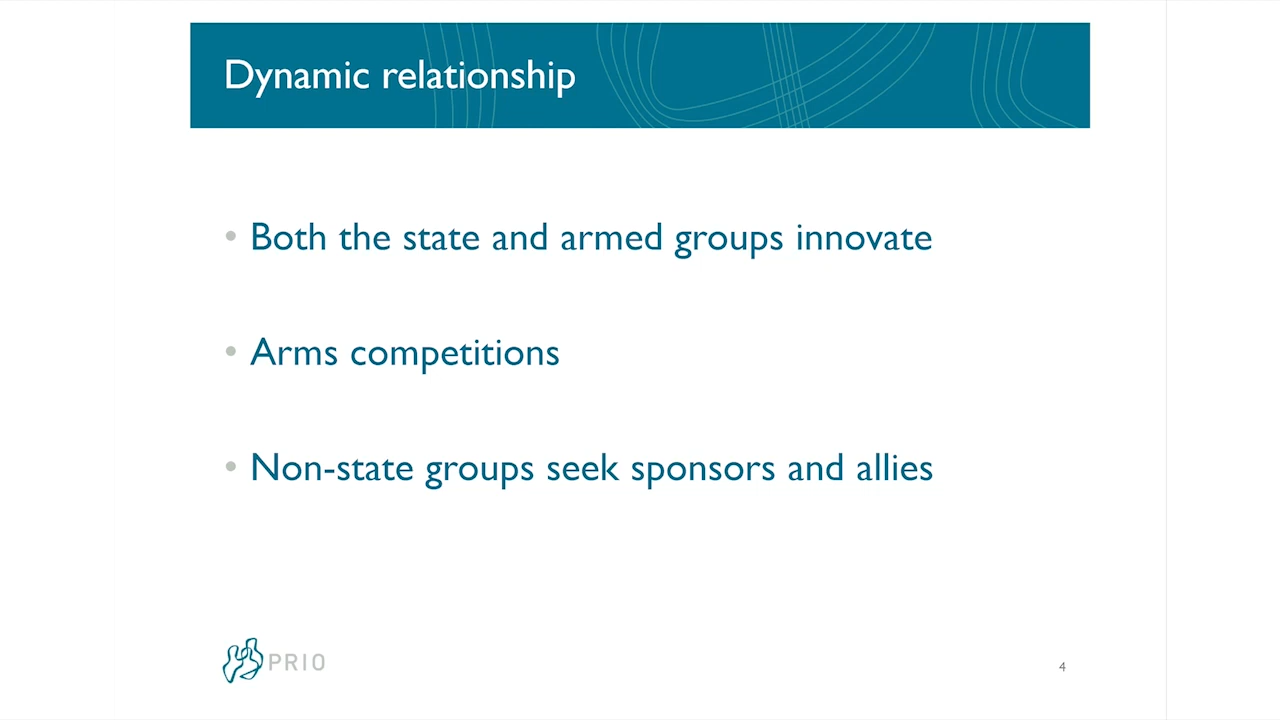 Dynamic relationship
• Both the state and armed groups innovate
• Arms competitions
• Non-state groups seek sponsors and allies
PRIO
4